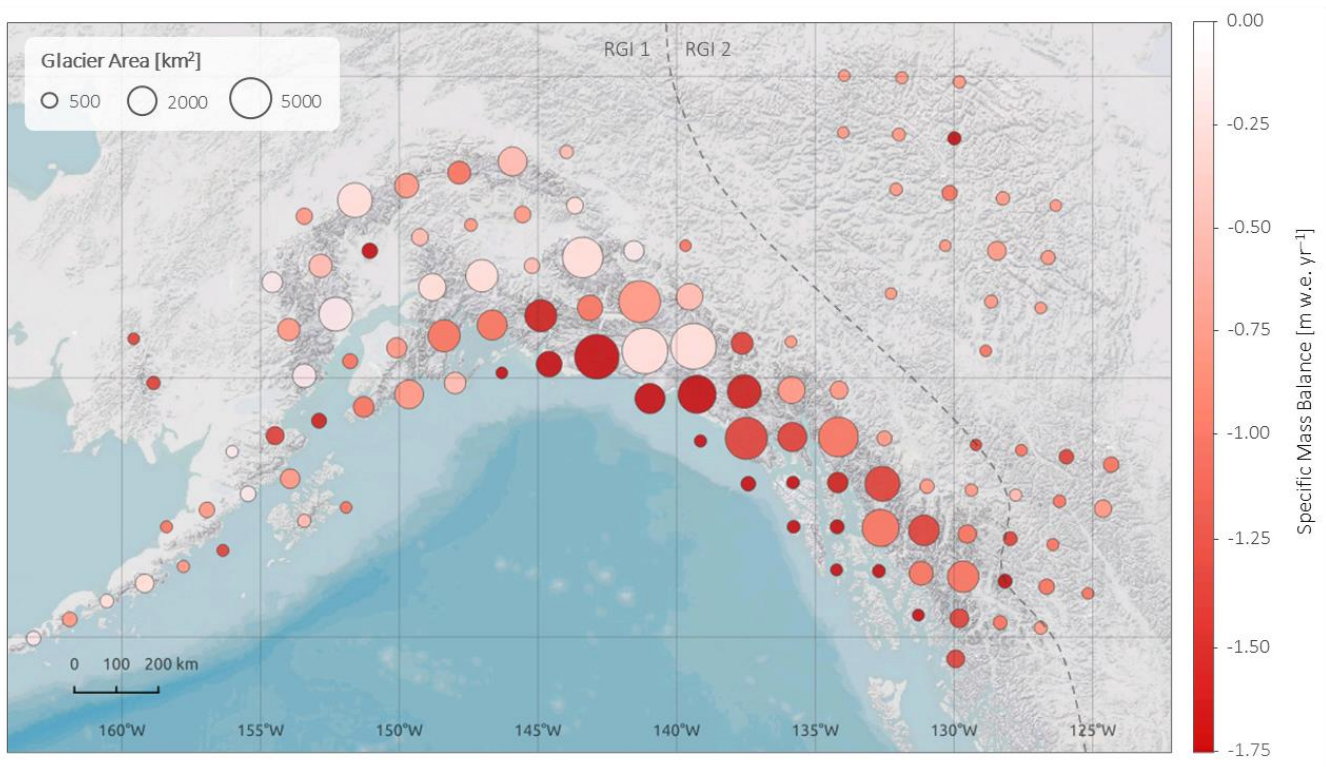 RGI 1 RGI 2
Glacier Area [km²]
500 2000 5000
0 100 200 km
160°W 155°W 150°W 145°W 140°W 135°W 130°W 125°W
0.00
-0.25
-0.50
-0.75
-1.00
-1.25
-1.50
-1.75
Specific Mass Balance [m w.e. yr⁻¹]